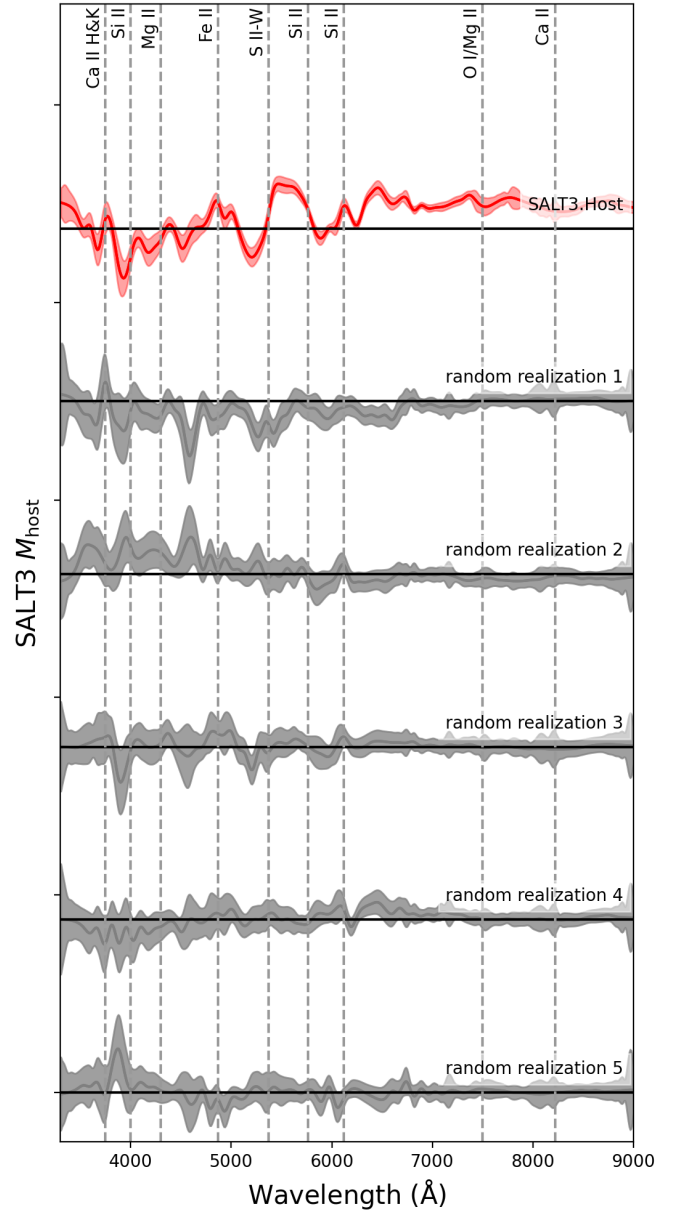 Ca II H&K
Si II
Mg II
Fe II
S II-W
Si II
Si II
O I/Mg II
Ca II
SALT3.Host
random realization 1
random realization 2
random realization 3
random realization 4
random realization 5
SALT3 M_host
4000 5000 6000 7000 8000 9000
Wavelength (Å)